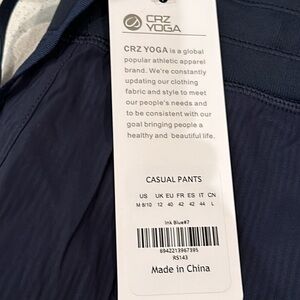 CRZ
YOGA
CRZ YOGA is a global
popular athletic apparel
brand. We're constantly
updating our clothing
fabric and style to meet
our people's needs and
to be consistent with our
goal bringing people a
healthy and beautiful life.
CASUAL PANTS
US UK EU FR ES IT CN
M 8/10 12 40 42 42 44 L
Ink Blue#7
6942213967395
RS143
Made in China